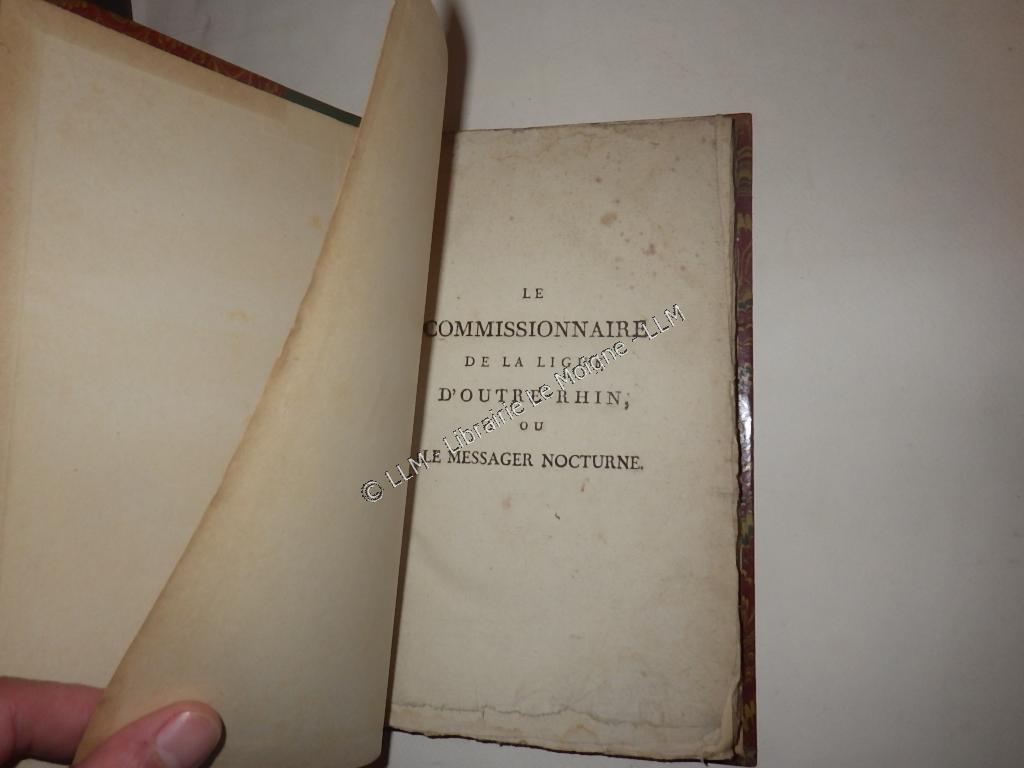 LE
COMMISSIONNAIRE
DE LA LIGUE
D'OUTRE-RHIN,
OU
LE MESSAGER NOCTURNE.
© LLM - Librairie Le Moigne - LLM